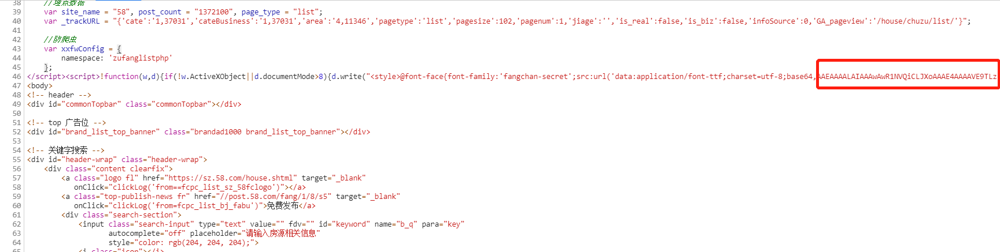 38 //埋点数据
39 var site_name = "58", post_count = "1372100", page_type = "list";
40 var _trackURL = "{'cate':'1,37031','cateBusiness':'1,37031','area':'4,11346','pagetype':'list','pagesize':102,'pagenum':1,'jiage':'','is_real':false,'is_biz':false,'infoSource':0,'GA_pageview':'/house/chuzu/list/'}";
41
42 //防爬虫
43 var xxfwConfig = {
44 namespace: 'zufanglistphp'
45 };
46 </script><script>!function(w,d){if(!w.ActiveXObject||d.documentMode>8){d.write("<style>@font-face{font-family:'fangchan-secret';src:url('data:application/font-ttf;charset=utf-8;base64,AAEAAAALAIAAAwAwR1NVQiCLJXoAAAE4AAAAVE9TLz
47 <body>
48 <!-- header -->
49 <div id="commonTopbar" class="commonTopbar"></div>
50
51 <!-- top 广告位 -->
52 <div id="brand_list_top_banner" class="brandad1000 brand_list_top_banner"></div>
53
54 <!-- 关键字搜索 -->
55 <div id="header-wrap" class="header-wrap">
56 <div class="content clearfix">
57 <a class="logo fl" href="https://sz.58.com/house.shtml" target="_blank"
58 onClick="clickLog('from==fcpc_list_sz_58fclogo')"></a>
59 <a class="top-publish-news fr" href="//post.58.com/fang/1/8/s5" target="_blank"
60 onClick="clickLog('from=fcpc_list_bj_fabu')">免费发布</a>
61 <div class="search-section">
62 <input class="search-input" type="text" value="" fdv="" id="keyword" name="b_q" para="key"
63 autocomplete="off" placeholder="请输入房源相关信息"
64 style="color: rgb(204, 204, 204);">
65 <i class="icon"></i>